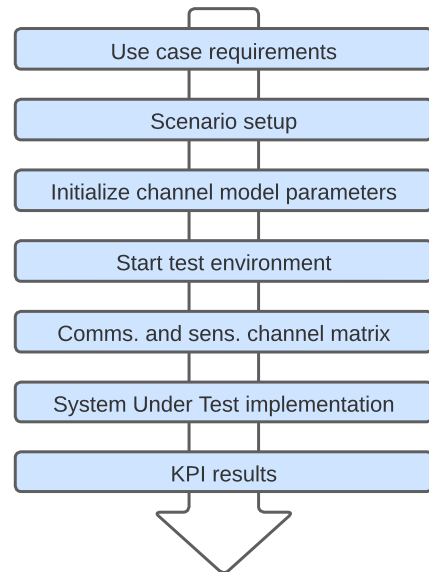 Use case requirements
Scenario setup
Initialize channel model parameters
Start test environment
Comms. and sens. channel matrix
System Under Test implementation
KPI results